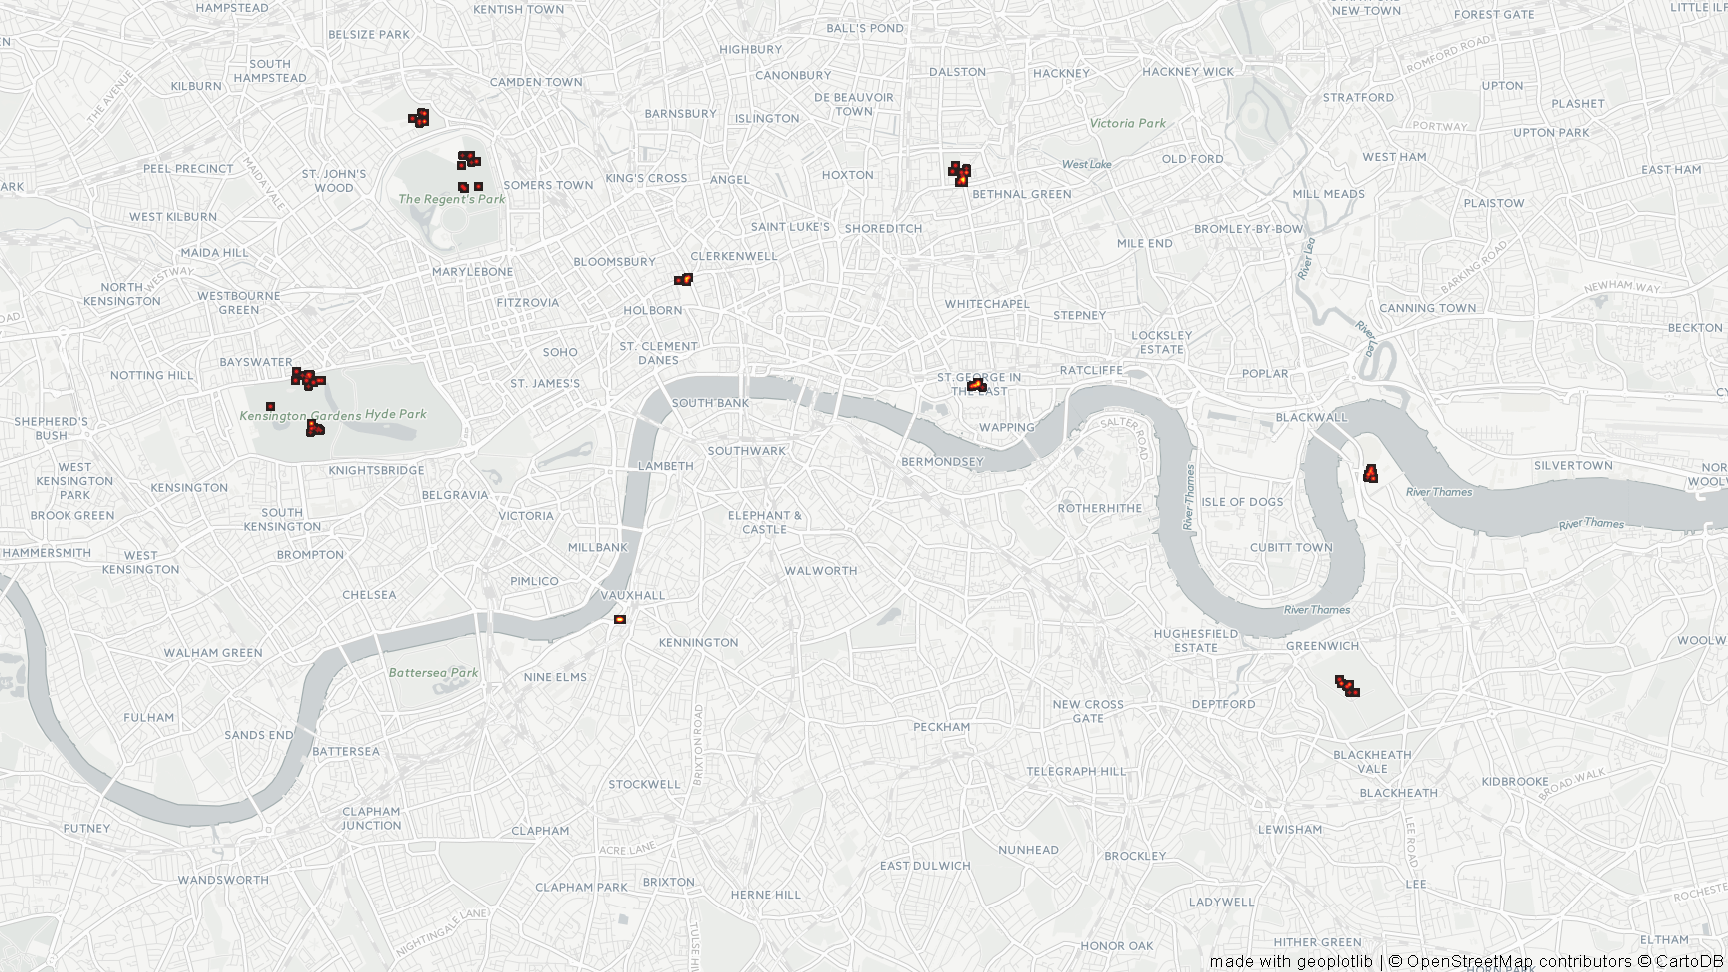 HAMPSTEAD
KENTISH TOWN
BELSIZE PARK
BALL'S POND
NEW TOWN
FOREST GATE
HIGHBURY
SOUTH
HAMPSTEAD
KILBURN
THE AVENUE
CAMDEN TOWN
CANONBURY
DALSTON
HACKNEY
HACKNEY WICK
ROMFORD ROAD
UPTON
DE BEAUVOIR
TOWN
STRATFORD
PLASHET
BARNSBURY
ISLINGTON
Victoria Park
PORTWAY
UPTON PARK
PEEL PRECINCT
MAIDA VALE
ST. JOHN'S
WOOD
SOMERS TOWN
KING'S CROSS
ANGEL
HOXTON
West Lake
OLD FORD
WEST HAM
EAST HAM
The Regent's Park
BETHNAL GREEN
MILL MEADS
PLAISTOW
WEST KILBURN
SAINT LUKE'S
SHOREDITCH
MILE END
BROMLEY-BY-BOW
River Lea
BARKING ROAD
MAIDA HILL
WESTWAY
MARYLEBONE
BLOOMSBURY
CLERKENWELL
NORTH
KENSINGTON
WESTBOURNE
GREEN
FITZROVIA
HOLBORN
WHITECHAPEL
STEPNEY
CANNING TOWN
NEWHAM WAY
BECKTON
LOCKSLEY
ESTATE
River Lea
BAYSWATER
SOHO
ST. CLEMENT
DANES
NOTTING HILL
ST. JAMES'S
ST.GEORGE IN
THE EAST
RATCLIFFE
POPLAR
Kensington Gardens
Hyde Park
SOUTH BANK
SHEPHERD'S
BUSH
WAPPING
SALTER ROAD
BLACKWALL
KNIGHTSBRIDGE
SOUTHWARK
LAMBETH
BERMONDSEY
SILVERTOWN
WEST
KENSINGTON
PARK
KENSINGTON
BELGRAVIA
River Thames
ISLE OF DOGS
River Thames
BROOK GREEN
SOUTH
KENSINGTON
VICTORIA
ELEPHANT &
CASTLE
ROTHERHITHE
River Thames
HAMMERSMITH
WEST
KENSINGTON
BROMPTON
MILLBANK
CUBITT TOWN
PIMLICO
WALWORTH
CHELSEA
VAUXHALL
River Thames
HUGHESFIELD
ESTATE
WALHAM GREEN
KENNINGTON
GREENWICH
Battersea Park
NINE ELMS
FULHAM
SANDS END
BATTERSEA
BRIXTON ROAD
PECKHAM
NEW CROSS
GATE
DEPTFORD
BLACKHEATH
VALE
STOCKWELL
TELEGRAPH HILL
KIDBROOKE
BROAD WALK
BLACKHEATH
CLAPHAM
JUNCTION
CLAPHAM
ACRE LANE
LEWISHAM
LEE ROAD
NUNHEAD
BROCKLEY
EAST DULWICH
WANDSWORTH
CLAPHAM PARK
BRIXTON
HERNE HILL
LEE
LADYWELL
NIGHTINGALE LANE
HONOR OAK
HITHER GREEN
ELTHAM
made with geoplotlib | © OpenStreetMap contributors © CartoDB